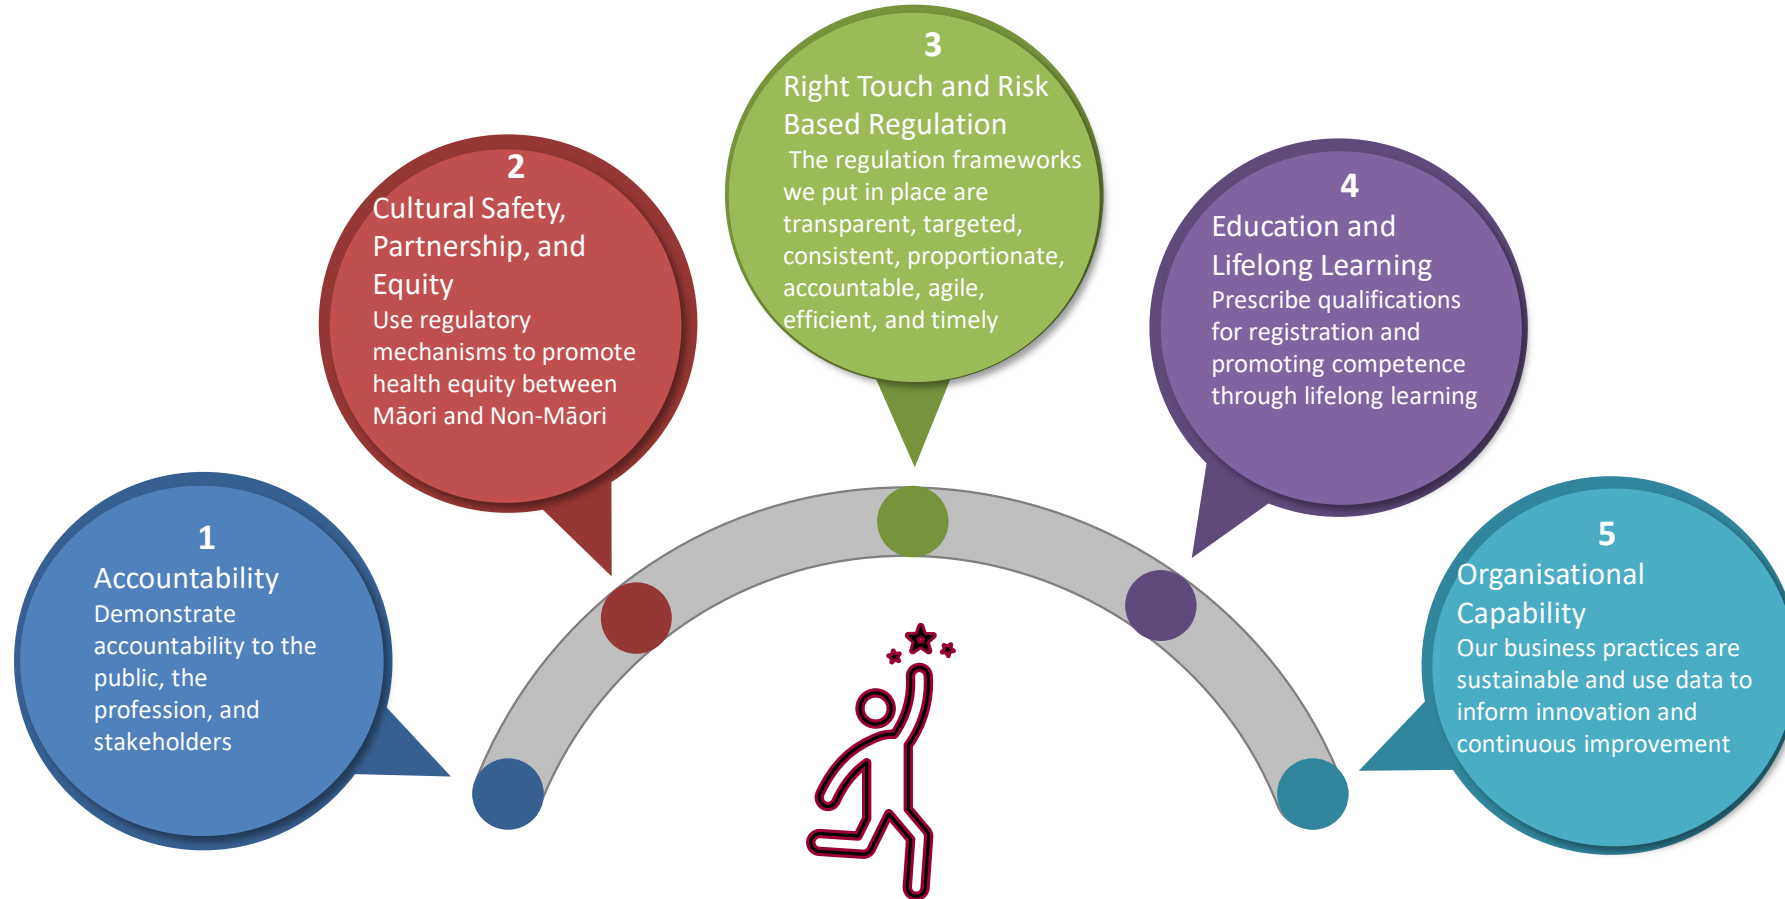 1
Accountability
Demonstrate
accountability to the
public, the
profession, and
stakeholders
2
Cultural Safety,
Partnership, and
Equity
Use regulatory
mechanisms to promote
health equity between
Māori and Non-Māori
3
Right Touch and Risk
Based Regulation
The regulation frameworks
we put in place are
transparent, targeted,
consistent, proportionate,
accountable, agile,
efficient, and timely
4
Education and
Lifelong Learning
Prescribe qualifications
for registration and
promoting competence
through lifelong learning
5
Organisational
Capability
Our business practices are
sustainable and use data to
inform innovation and
continuous improvement